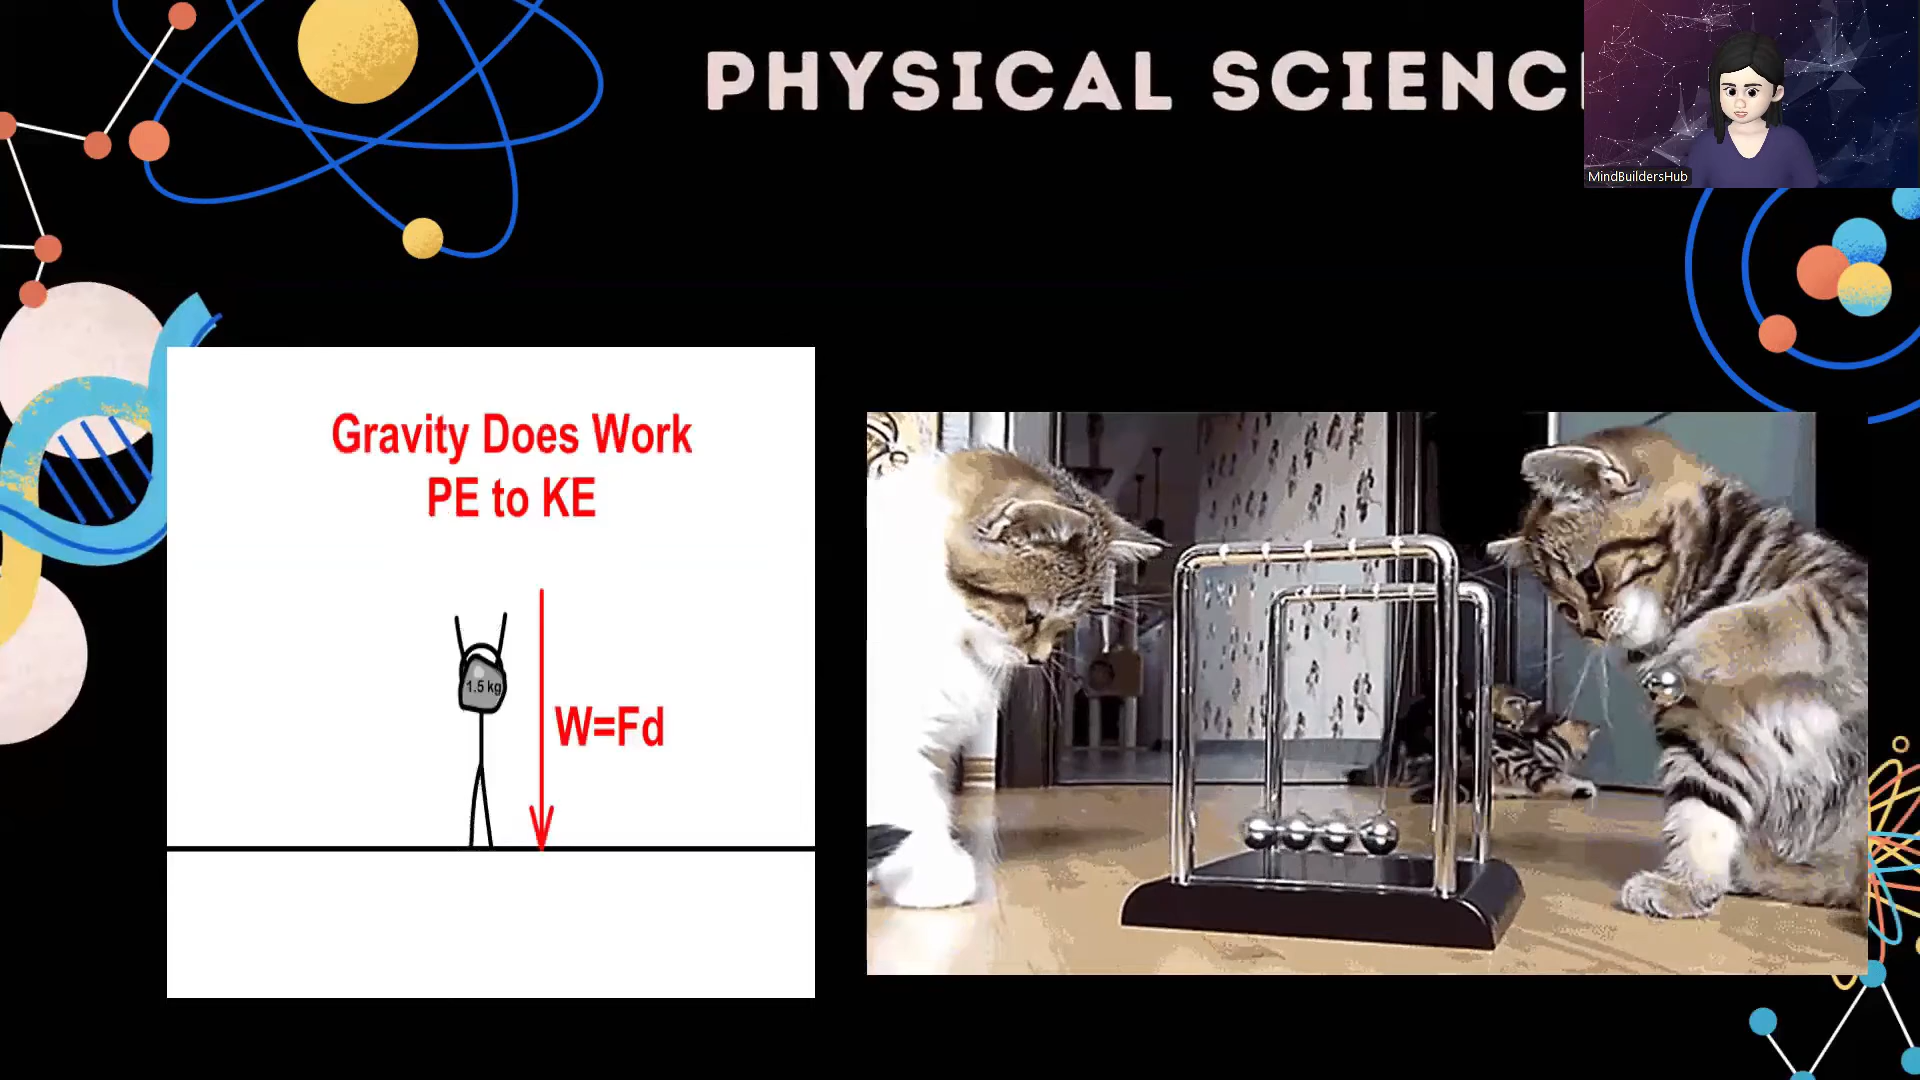 PHYSICAL SCIENC
MindBuildersHub
Gravity Does Work
PE to KE
1.5 kg
W=Fd